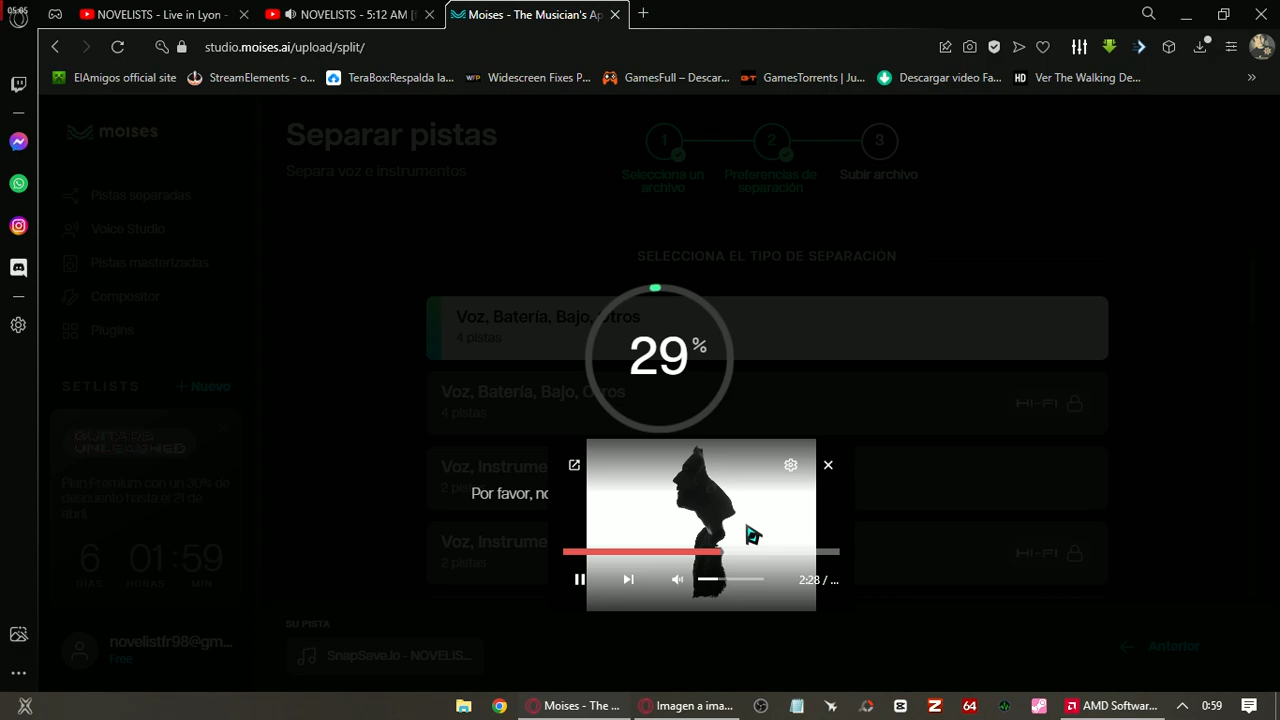 05:05
NOVELISTS - Live in Lyon -
NOVELISTS - 5:12 AM [
Moises - The Musician's Ap
studio.moises.ai/upload/split/
ElAmigos official site
StreamElements - o...
TeraBox:Respalda la...
WFP
Widescreen Fixes P...
GamesFull – Descar...
GT
GamesTorrents | Ju...
Descargar video Fa...
HD
Ver The Walking De...
moises
Separar pistas
Separa voz e instrumentos
1
2
3
Selecciona un
archivo
Preferencias de
separación
Subir archivo
Pistas separadas
Voice Studio
Pistas masterizadas
Compositor
Plugins
SELECCIONA EL TIPO DE SEPARACIÓN
Voz, Batería, Bajo, Otros
4 pistas
29%
Voz, Batería, Bajo, Otros
4 pistas
HI-FI
Voz, Instrume
2 pi
Por favor, no
Voz, Instrume
2 pistas
HI-FI
2:28 / ...
SETLISTS
+ Nuevo
GUITARS
UNLEASHED
Plan Premium con un 30% de
descuento hasta el 21 de
abril.
6
01
:59
DÍAS
HORAS
MIN
novelistfr98@gm...
Free
SU PISTA
SnapSave.io - NOVELIS...
Anterior
Moises - The ...
Imagen a ima...
Z
64
AMD Software...
0:59